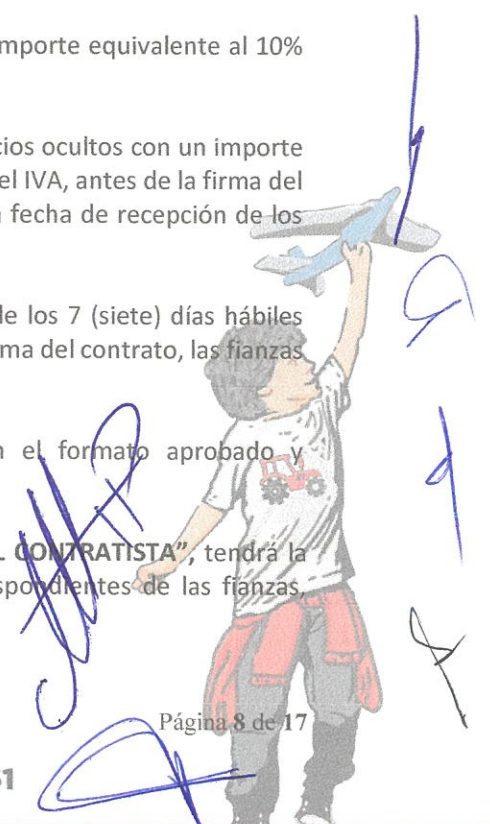 mporte equivalente al 10%
cios ocultos con un importe
el IVA, antes de la firma del
fecha de recepción de los
de los 7 (siete) días hábiles
ma del contrato, las fianzas
el formato aprobado y
CONTRATISTA”, tendrá la
spondientes de las fianzas,
Página 8 de 17
51